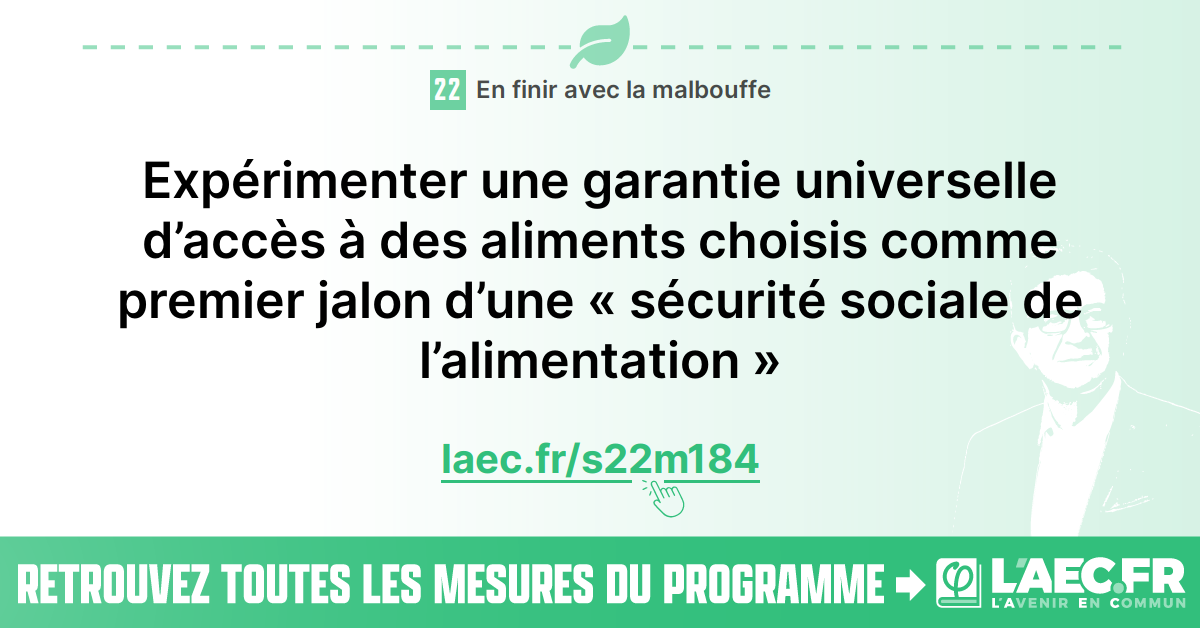 22 En finir avec la malbouffe
Expérimenter une garantie universelle
d’accès à des aliments choisis comme
premier jalon d’une « sécurité sociale de
l’alimentation »
laec.fr/s22m184
RETROUVEZ TOUTES LES MESURES DU PROGRAMME
φ
L’AEC.FR
L’AVENIR EN COMMUN